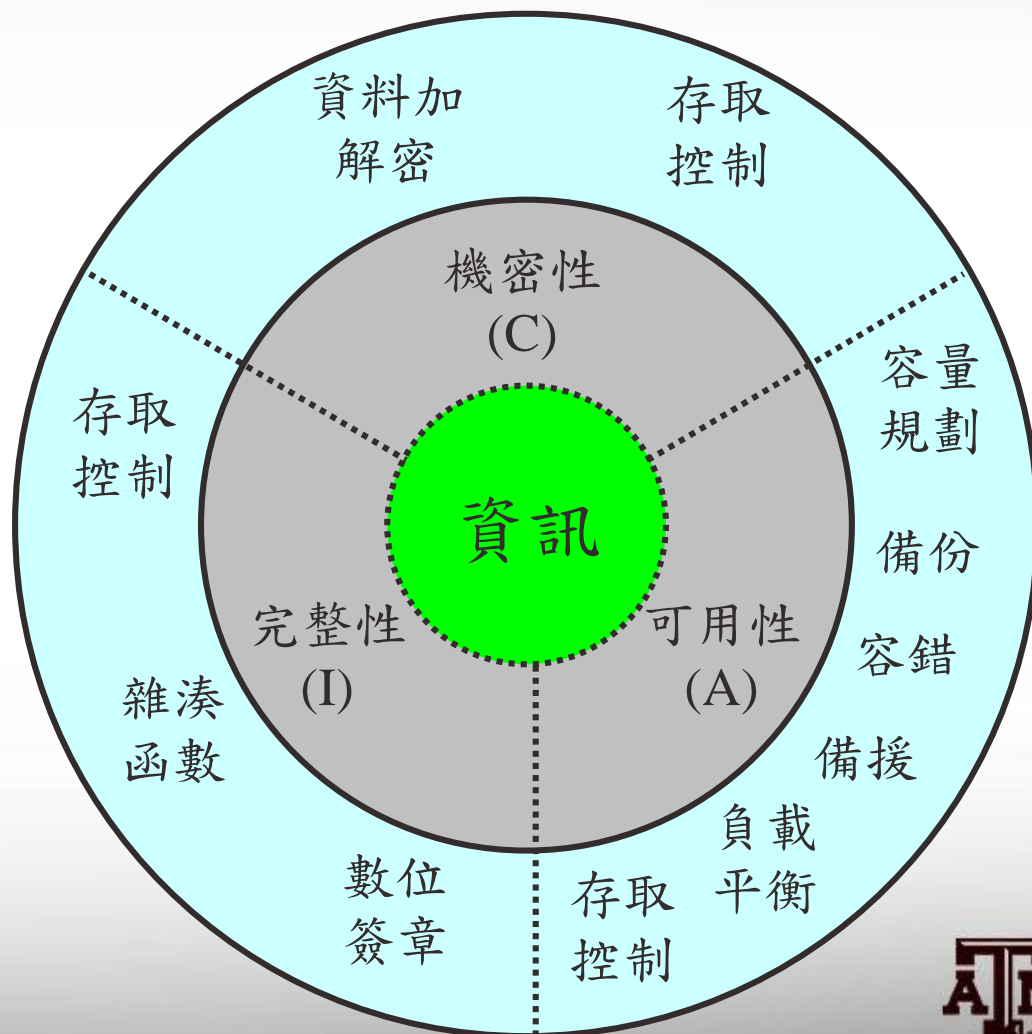 資料加
解密
存取
控制
機密性
(C)
容量
規劃
存取
控制
資訊
備份
完整性
(I)
可用性
(A)
容錯
雜湊
函數
備援
負載
平衡
數位
簽章
存取
控制